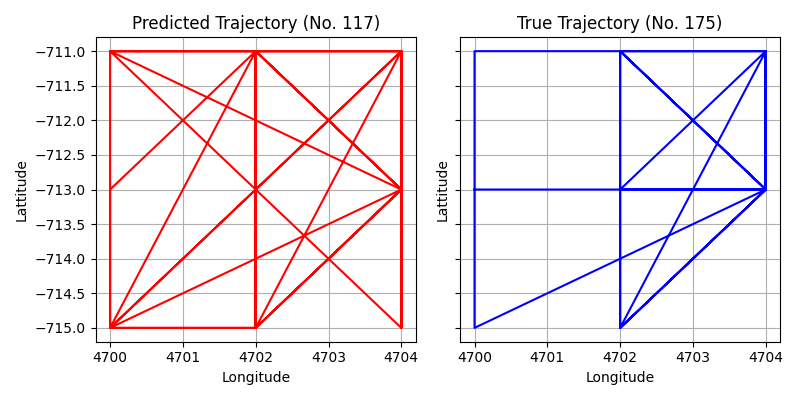 Predicted Trajectory (No. 117)
True Trajectory (No. 175)
−711.0
−711.5
−712.0
−712.5
−713.0
−713.5
−714.0
−714.5
−715.0
Lattitude
Lattitude
4700 4701 4702 4703 4704
4700 4701 4702 4703 4704
Longitude
Longitude